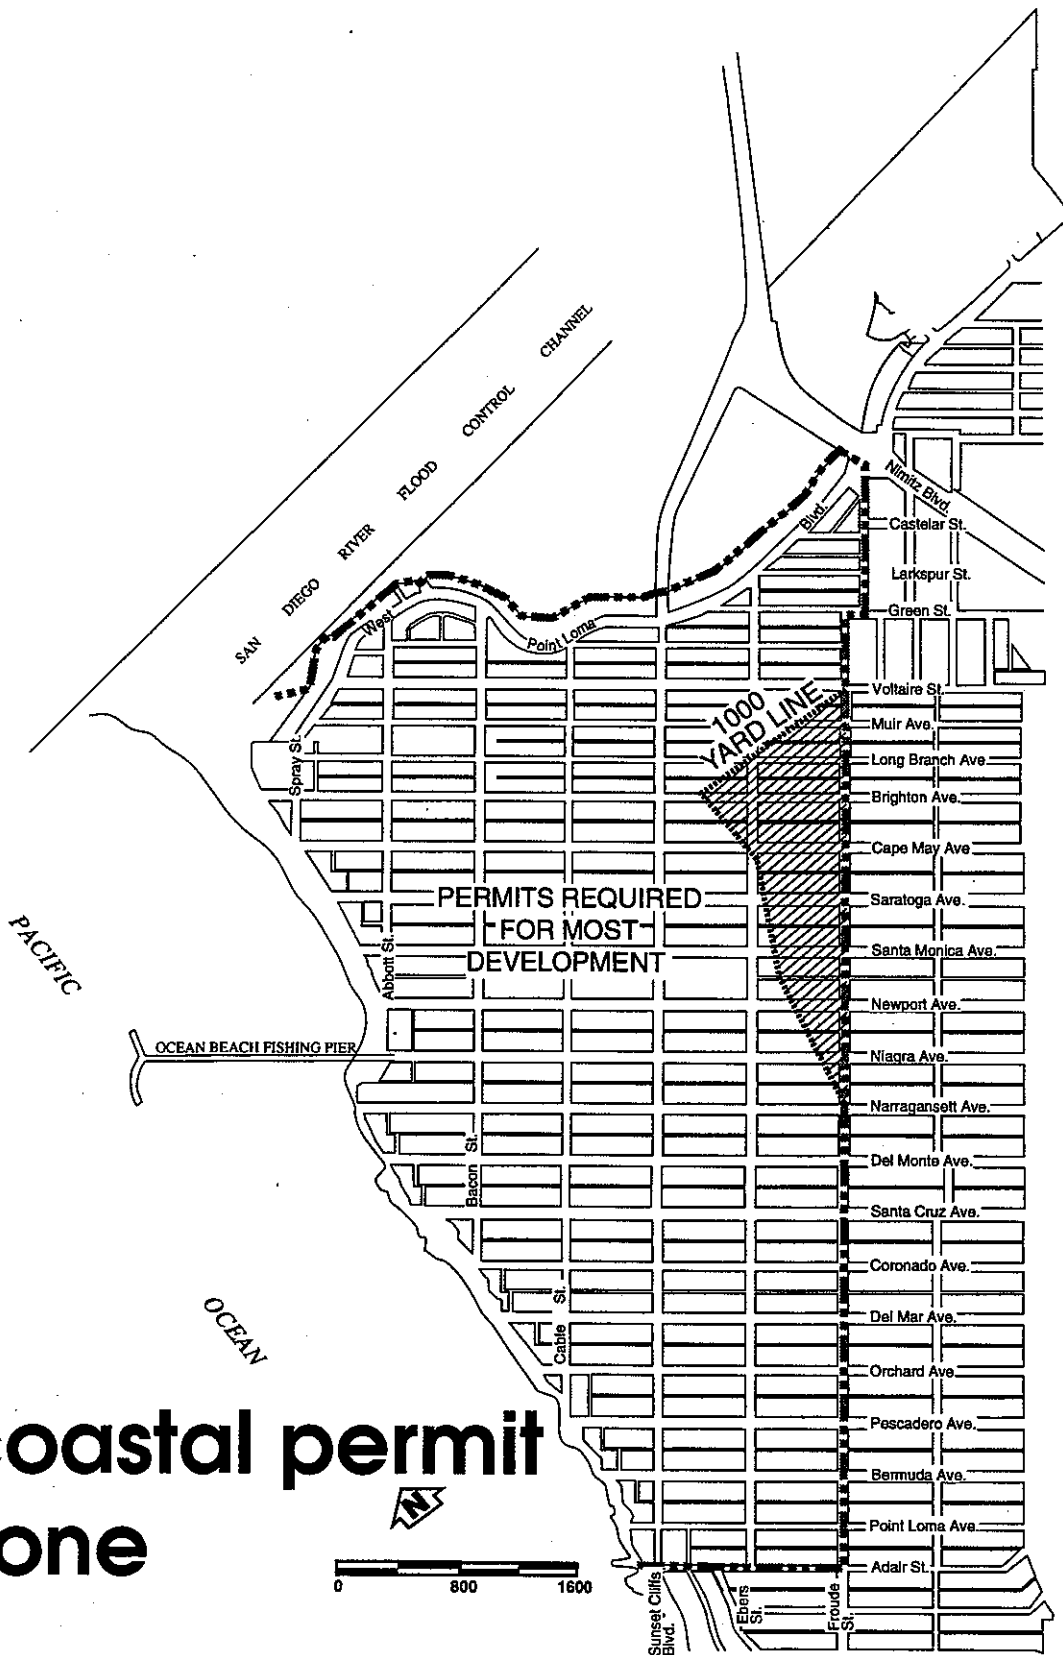 SAN DIEGO RIVER FLOOD CONTROL CHANNEL
Nimitz Blvd.
Castelar St.
Larkspur St.
Green St.
West Point Loma Blvd.
Voltaire St.
Muir Ave.
Long Branch Ave.
Brighton Ave.
Cape May Ave
Saratoga Ave.
Santa Monica Ave.
Newport Ave.
Niagra Ave.
Narragansett Ave.
Del Monte Ave.
Santa Cruz Ave.
Coronado Ave.
Del Mar Ave.
Orchard Ave
Pescadero Ave.
Bermuda Ave.
Point Loma Ave.
Adair St.
1000
YARD LINE
Spray St.
Abbott St.
PERMITS REQUIRED
FOR MOST
DEVELOPMENT
PACIFIC
OCEAN
OCEAN BEACH FISHING PIER
Bacon St.
Cable St.
Sunset Cliffs
Blvd.
Ebers
St.
Froude
St.
oastal permit
one
N
0 800 1600